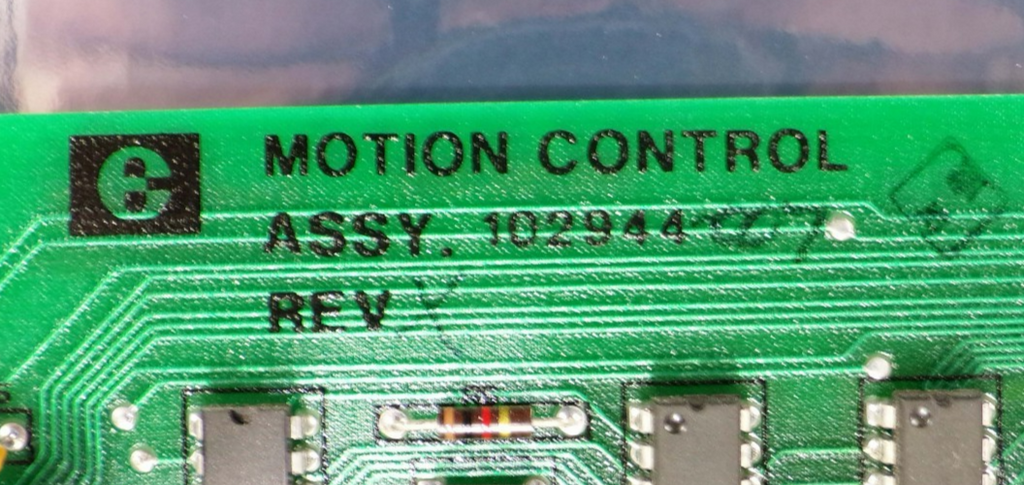 MOTION CONTROL
ASSY. 102944-
REV